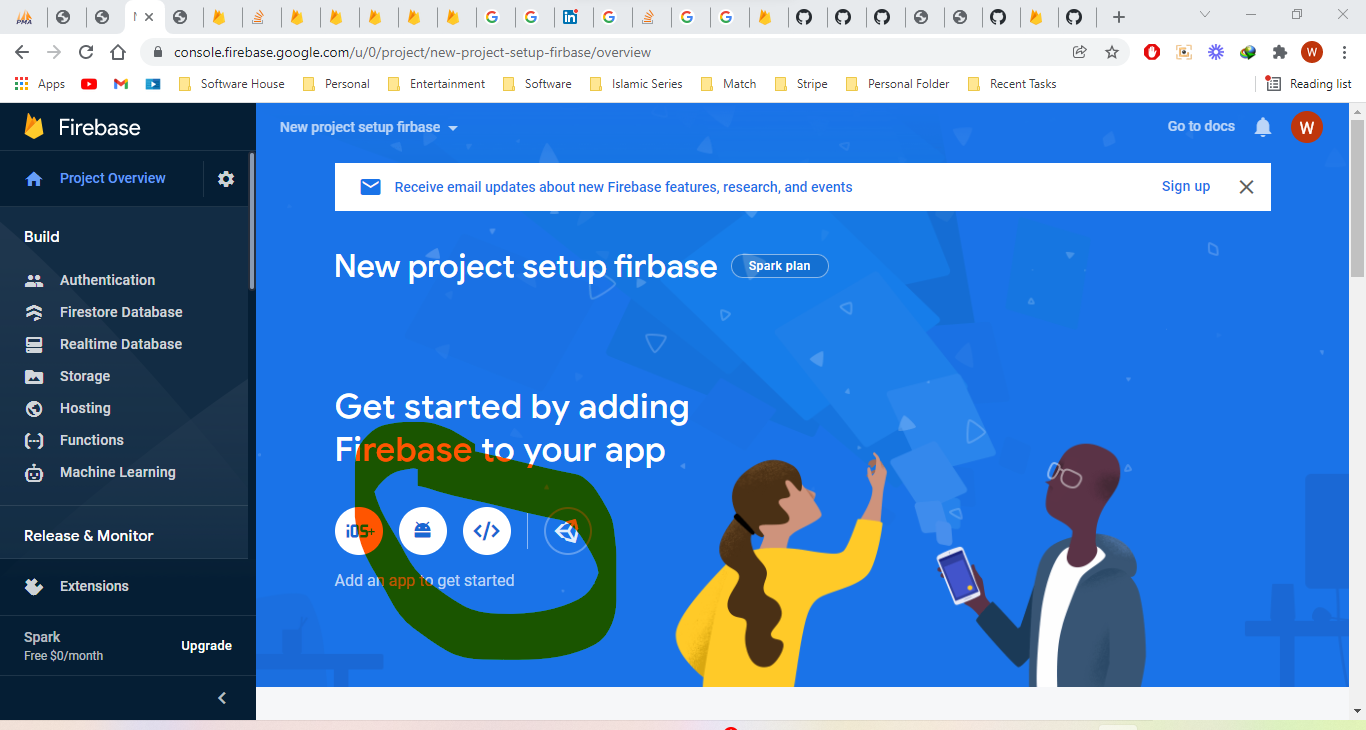 console.firebase.google.com/u/0/project/new-project-setup-firbase/overview
W
Apps
Software House
Personal
Entertainment
Software
Islamic Series
Match
Stripe
Personal Folder
Recent Tasks
Reading list
Firebase
New project setup firbase
Go to docs
W
Project Overview
Receive email updates about new Firebase features, research, and events
Sign up
Build
New project setup firbase
Spark plan
Authentication
Firestore Database
Realtime Database
Storage
Hosting
Functions
Machine Learning
Get started by adding
Firebase to your app
iOS+
Add an app to get started
Release & Monitor
Extensions
Spark
Free $0/month
Upgrade